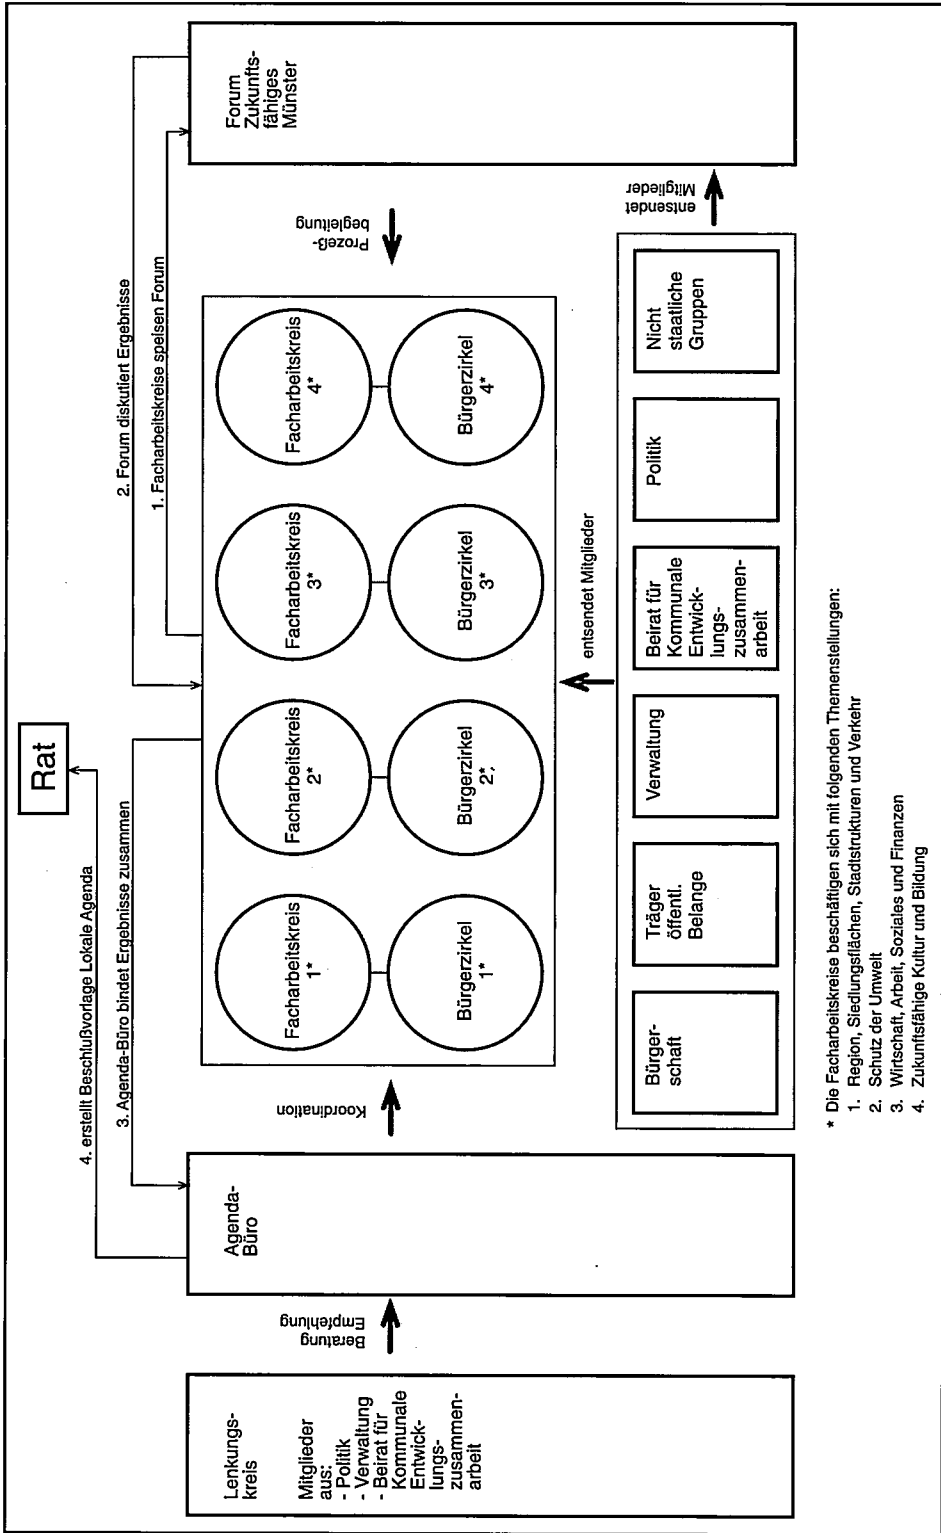 Rat
4. erstellt Beschlußvorlage Lokale Agenda
3. Agenda-Büro bindet Ergebnisse zusammen
2. Forum diskutiert Ergebnisse
1. Facharbeitskreise speisen Forum
Lenkungs-
kreis
Mitglieder
aus:
- Politik
- Verwaltung
- Beirat für
Kommunale
Entwick-
lungs-
zusammen-
arbeit
Beratung
Empfehlung
Agenda-
Büro
Koordination
Facharbeitskreis
1*
Facharbeitskreis
2*
Facharbeitskreis
3*
Facharbeitskreis
4*
Bürgerzirkel
1*
Bürgerzirkel
2*
Bürgerzirkel
3*
Bürgerzirkel
4*
Prozeß-
begleitung
Forum
Zukunfts-
fähiges
Münster
entsendet Mitglieder
entsendet
Mitglieder
Bürger-
schaft
Träger
öffentl.
Belange
Verwaltung
Beirat für
Kommunale
Entwick-
lungs-
zusammen-
arbeit
Politik
Nicht
staatliche
Gruppen
* Die Facharbeitskreise beschäftigen sich mit folgenden Themenstellungen:
1. Region, Siedlungsflächen, Stadtstrukturen und Verkehr
2. Schutz der Umwelt
3. Wirtschaft, Arbeit, Soziales und Finanzen
4. Zukunftsfähige Kultur und Bildung